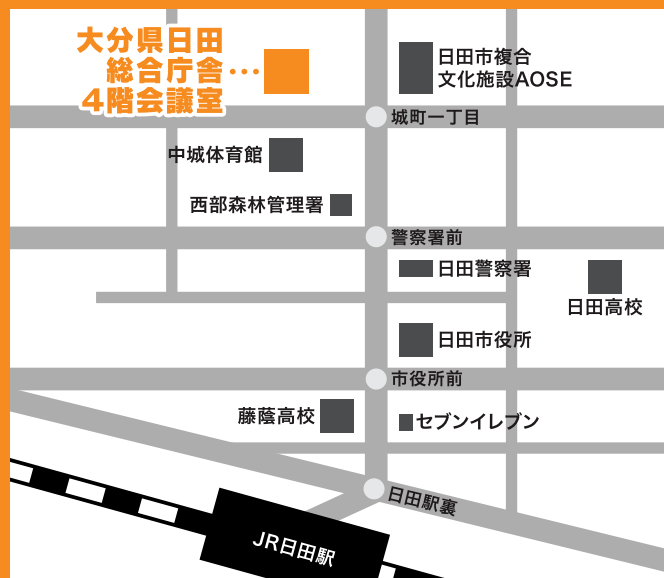 大分県日田
総合庁舎…
4階会議室
日田市複合
文化施設AOSE
城町一丁目
中城体育館
西部森林管理署
警察署前
日田警察署
日田高校
日田市役所
市役所前
藤蔭高校
セブンイレブン
日田駅裏
JR日田駅